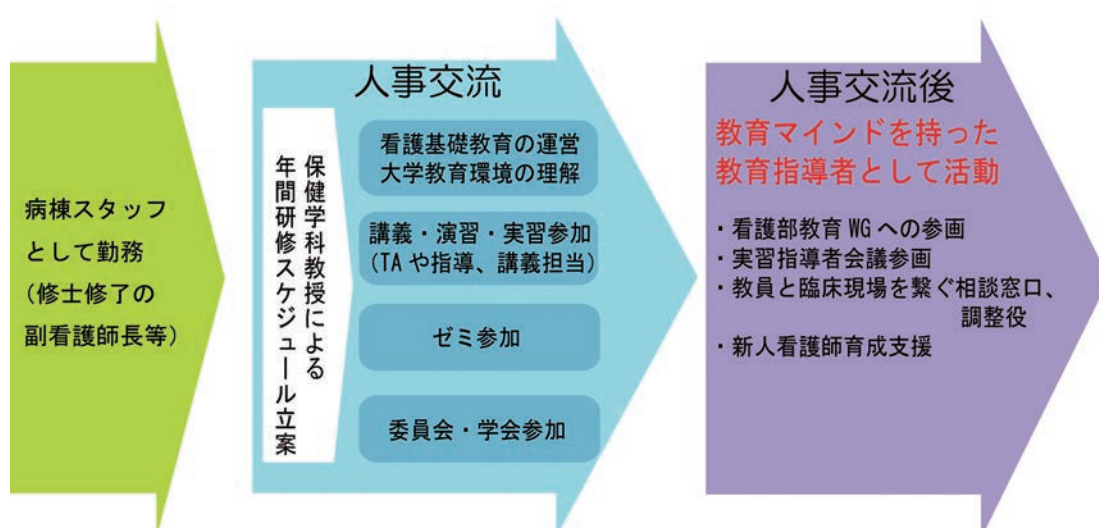 病棟スタッフ
として勤務
(修士修了の
副看護師長等)
人事交流
保健学科教授による
年間研修スケジュール立案
看護基礎教育の運営
大学教育環境の理解
講義・演習・実習参加
(TAや指導、講義担当)
ゼミ参加
委員会・学会参加
人事交流後
教育マインドを持った
教育指導者として活動
・看護部教育WGへの参画
・実習指導者会議参画
・教員と臨床現場を繋ぐ相談窓口、
調整役
・新人看護師育成支援